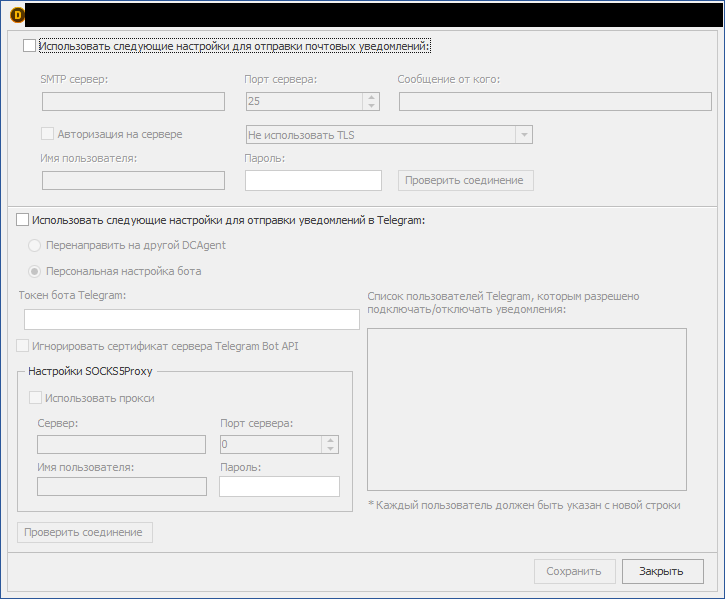 D
Использовать следующие настройки для отправки почтовых уведомлений:
SMTP сервер:
Порт сервера:
Сообщение от кого:
25
Авторизация на сервере
Не использовать TLS
Имя пользователя:
Пароль:
Проверить соединение
Использовать следующие настройки для отправки уведомлений в Telegram:
Перенаправить на другой DCAgent
Персональная настройка бота
Токен бота Telegram:
Список пользователей Telegram, которым разрешено
подключать/отключать уведомления:
Игнорировать сертификат сервера Telegram Bot API
Настройки SOCKS5Proxy
Использовать прокси
Сервер:
Порт сервера:
0
Имя пользователя:
Пароль:
* Каждый пользователь должен быть указан с новой строки
Проверить соединение
Сохранить
Закрыть